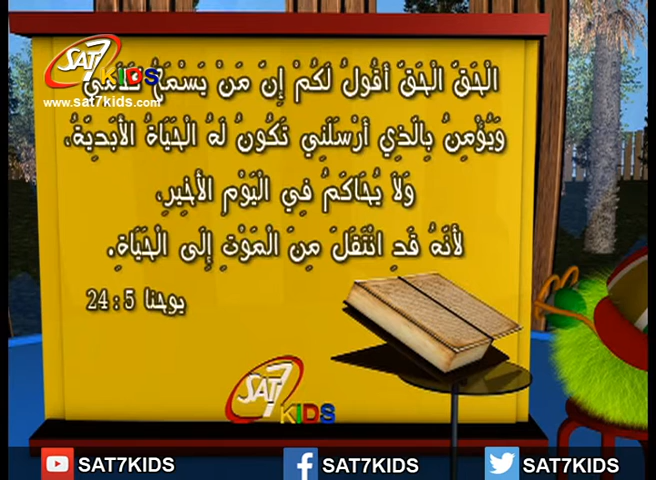 SAT7 KIDS
www.sat7kids.com
الْحَقَّ الْحَقَّ أَقُولُ لَكُمْ إِنَّ مَنْ يَسْمَعُ كَلَامِي
وَيُؤْمِنُ بِالَّذِي أَرْسَلَنِي تَكُونُ لَهُ الْحَيَاةُ الأَبَدِيَّةُ،
وَلاَ يُحَاكَمُ فِي الْيَوْمِ الأَخِيرِ،
لأَنَّهُ قَدِ انْتَقَلَ مِنَ الْمَوْتِ إِلَى الْحَيَاةِ.
يوحنا 5 : 24
SAT7 KIDS
SAT7KIDS SAT7KIDS SAT7KIDS